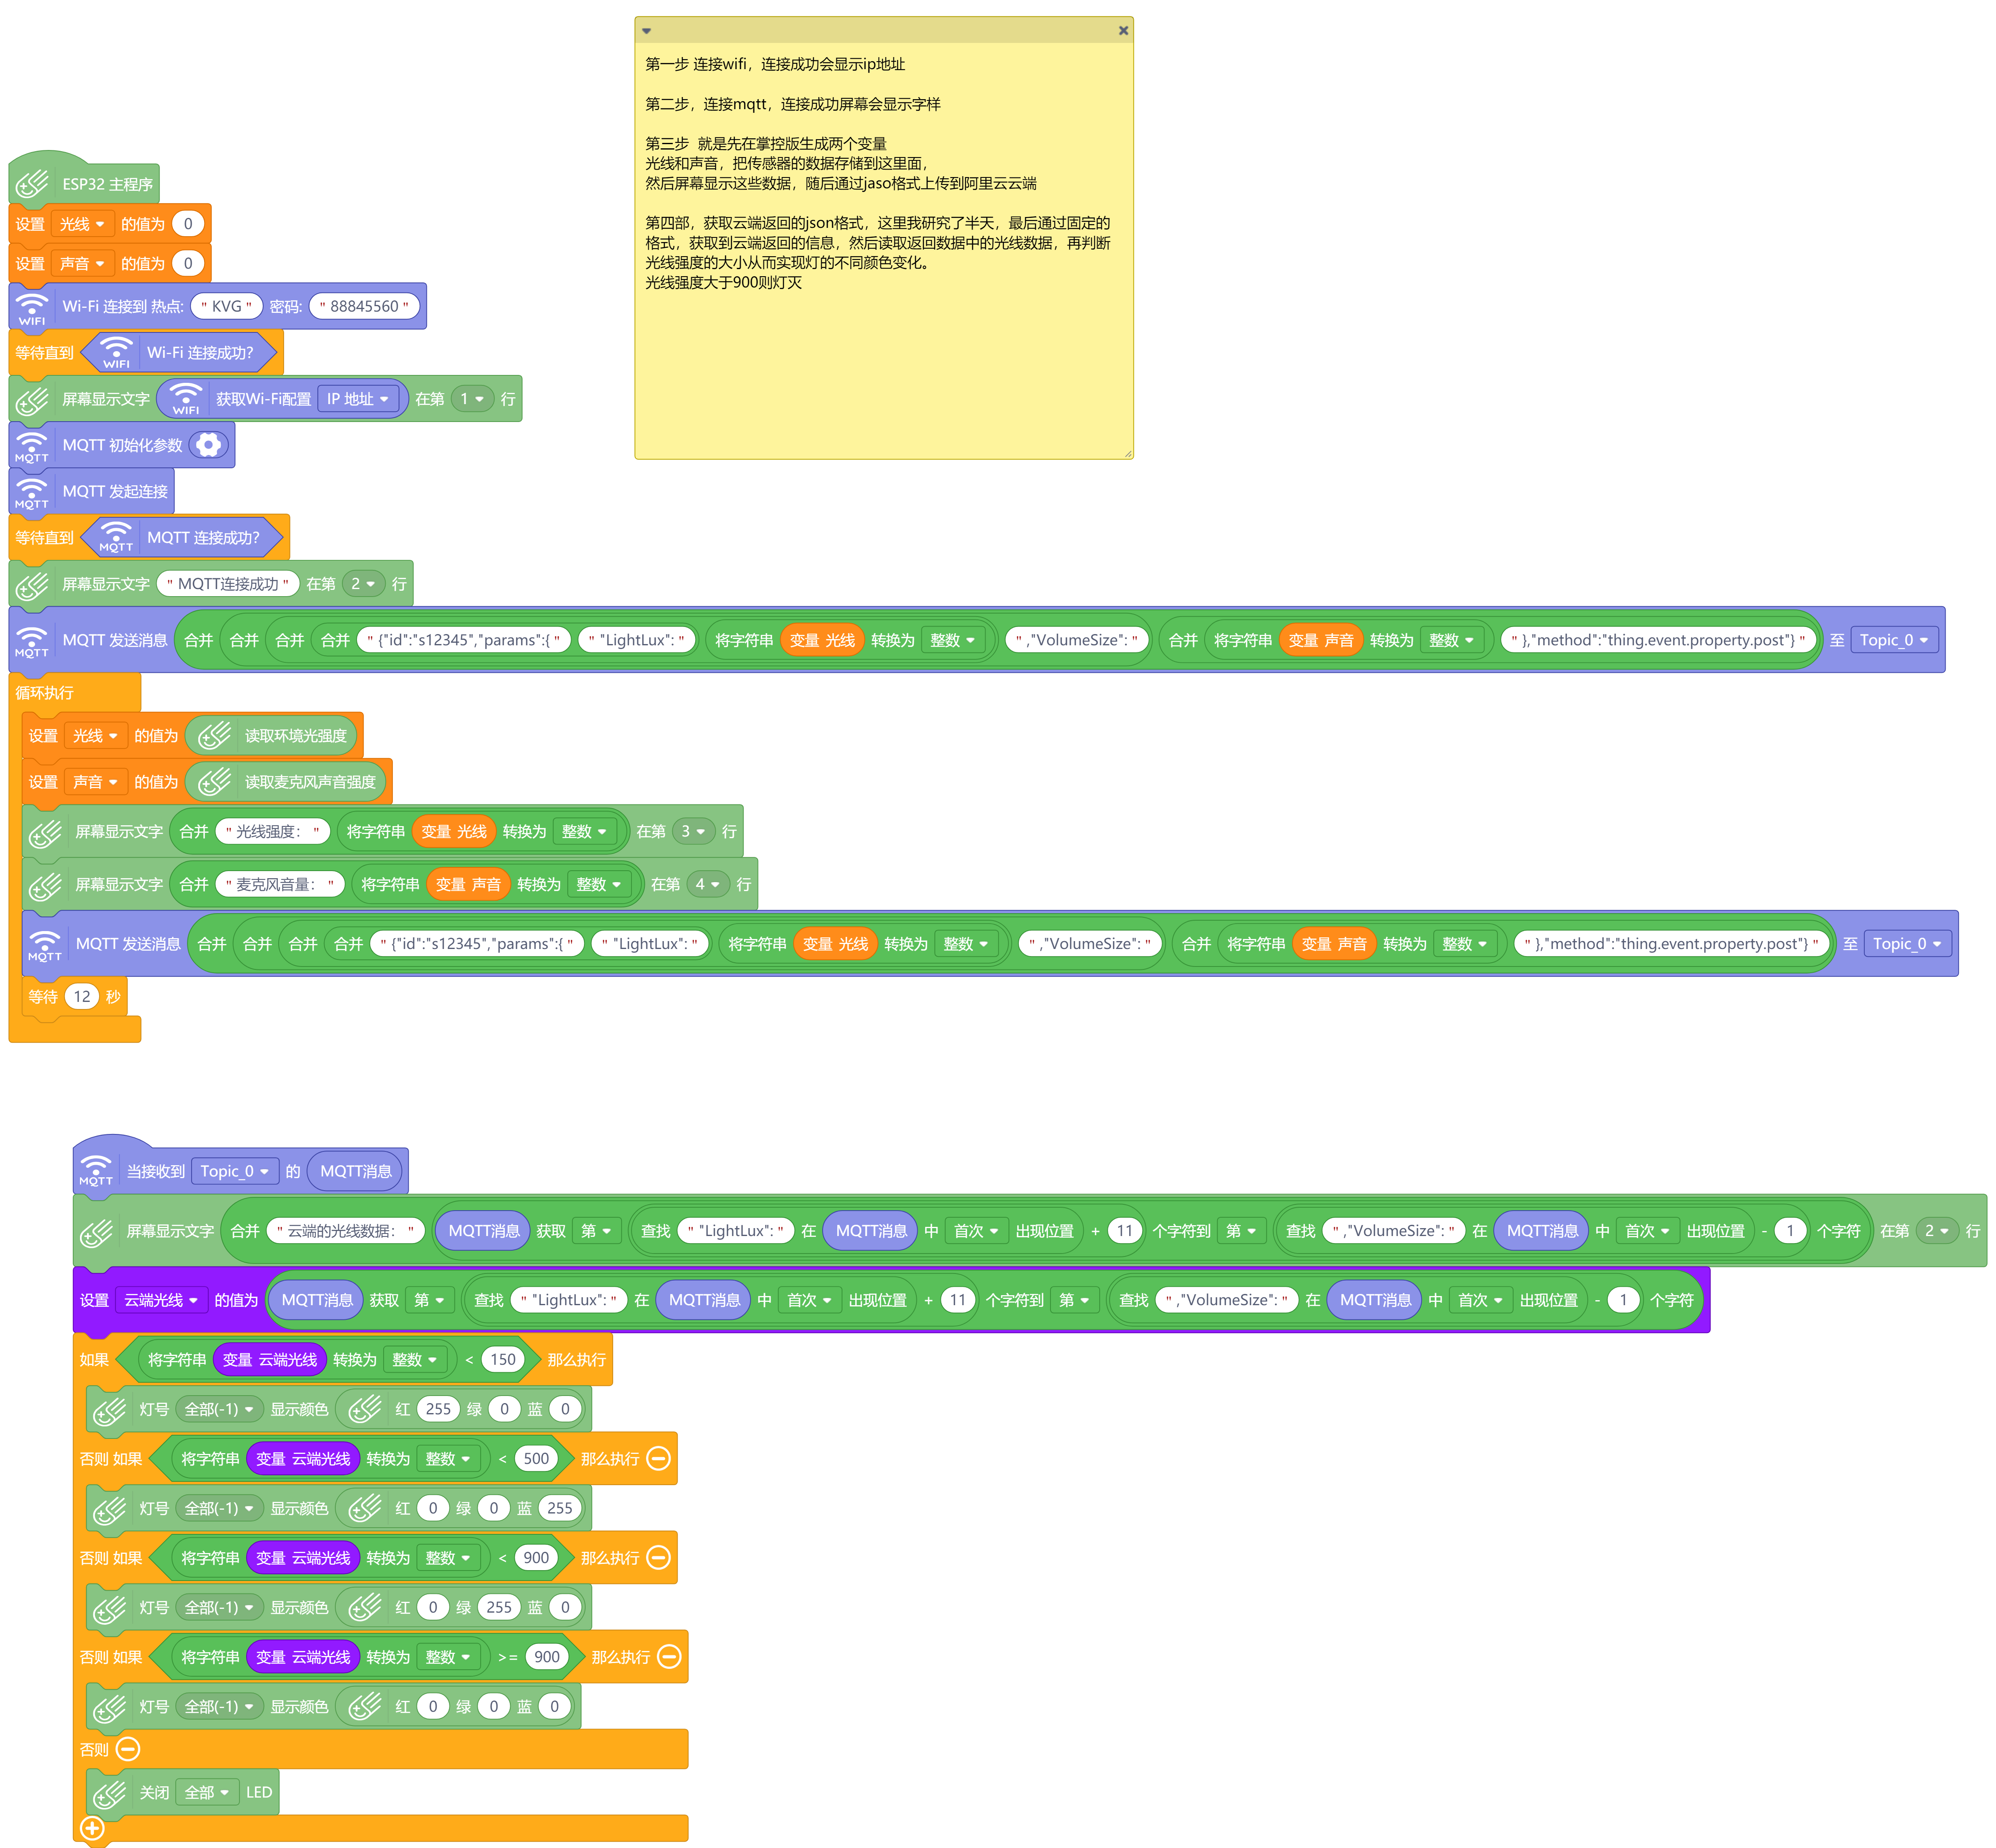 第一步 连接wifi，连接成功会显示ip地址
第二步，连接mqtt，连接成功屏幕会显示字样
第三步  就是先在掌控版生成两个变量
光线和声音，把传感器的数据存储到这里面，
然后屏幕显示这些数据，随后通过jaso格式上传到阿里云云端
第四部，获取云端返回的json格式，这里我研究了半天，最后通过固定的
格式，获取到云端返回的信息，然后读取返回数据中的光线数据，再判断
光线强度的大小从而实现灯的不同颜色变化。
光线强度大于900则灯灭
ESP32 主程序
设置 光线 的值为 0
设置 声音 的值为 0
WIFI Wi-Fi 连接到 热点: " KVG " 密码: " 88845560 "
等待直到 WIFI Wi-Fi 连接成功?
屏幕显示文字 WIFI 获取Wi-Fi配置 IP 地址 在第 1 行
MQTT MQTT 初始化参数
MQTT MQTT 发起连接
等待直到 MQTT MQTT 连接成功?
屏幕显示文字 " MQTT连接成功 " 在第 2 行
MQTT MQTT 发送消息 合并 合并 合并 合并 " {"id":"s12345","params":{ " " "LightLux": " 将字符串 变量 光线 转换为 整数 " ,"VolumeSize": " 合并 将字符串 变量 声音 转换为 整数 " },"method":"thing.event.property.post"} " 至 Topic_0
循环执行
设置 光线 的值为 读取环境光强度
设置 声音 的值为 读取麦克风声音强度
屏幕显示文字 合并 " 光线强度： " 将字符串 变量 光线 转换为 整数 在第 3 行
屏幕显示文字 合并 " 麦克风音量： " 将字符串 变量 声音 转换为 整数 在第 4 行
MQTT MQTT 发送消息 合并 合并 合并 合并 " {"id":"s12345","params":{ " " "LightLux": " 将字符串 变量 光线 转换为 整数 " ,"VolumeSize": " 合并 将字符串 变量 声音 转换为 整数 " },"method":"thing.event.property.post"} " 至 Topic_0
等待 12 秒
MQTT 当接收到 Topic_0 的 MQTT消息
屏幕显示文字 合并 " 云端的光线数据： " MQTT消息 获取 第 查找 " "LightLux": " 在 MQTT消息 中 首次 出现位置 + 11 个字符到 第 查找 " ,"VolumeSize": " 在 MQTT消息 中 首次 出现位置 - 1 个字符 在第 2 行
设置 云端光线 的值为 MQTT消息 获取 第 查找 " "LightLux": " 在 MQTT消息 中 首次 出现位置 + 11 个字符到 第 查找 " ,"VolumeSize": " 在 MQTT消息 中 首次 出现位置 - 1 个字符
如果 将字符串 变量 云端光线 转换为 整数 < 150 那么执行
灯号 全部(-1) 显示颜色 红 255 绿 0 蓝 0
否则 如果 将字符串 变量 云端光线 转换为 整数 < 500 那么执行
灯号 全部(-1) 显示颜色 红 0 绿 0 蓝 255
否则 如果 将字符串 变量 云端光线 转换为 整数 < 900 那么执行
灯号 全部(-1) 显示颜色 红 0 绿 255 蓝 0
否则 如果 将字符串 变量 云端光线 转换为 整数 >= 900 那么执行
灯号 全部(-1) 显示颜色 红 0 绿 0 蓝 0
否则
关闭 全部 LED